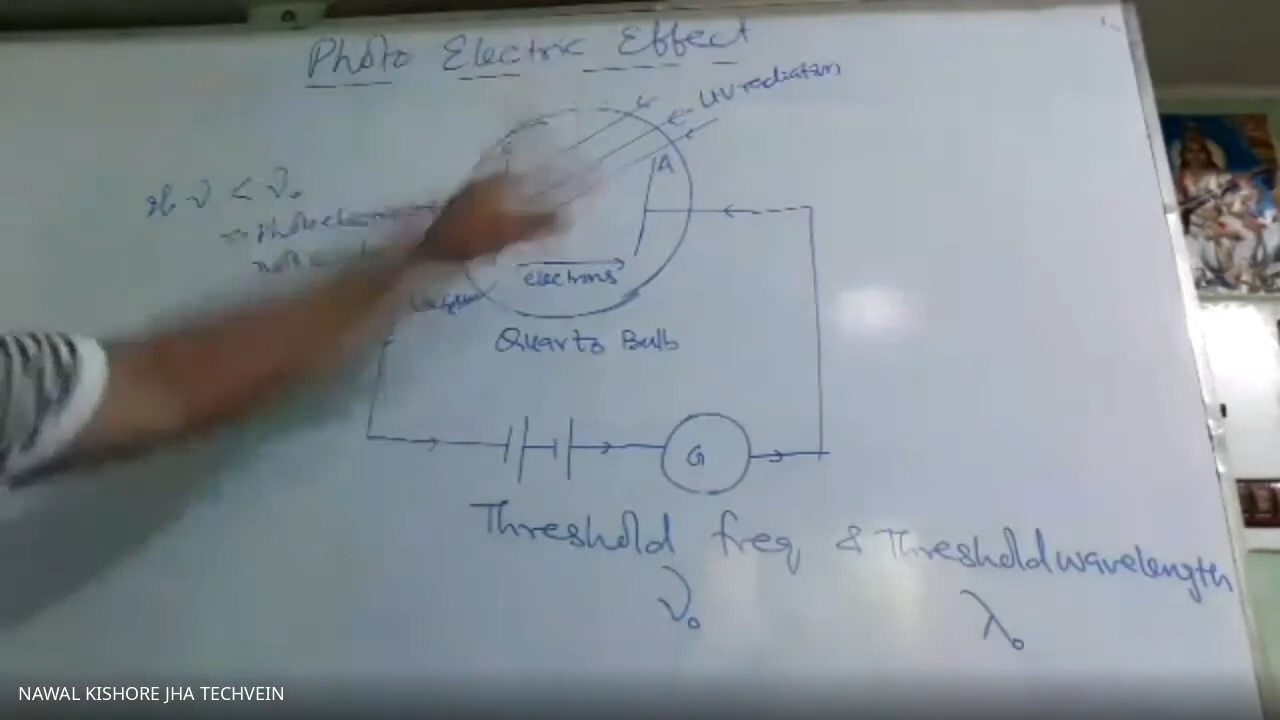 Photo Electric Effect
UV radiation
A
If ν < ν₀
electrons
Quartz Bulb
G
Threshold freq & Threshold wavelength
ν₀ λ₀
NAWAL KISHORE JHA TECHVEIN